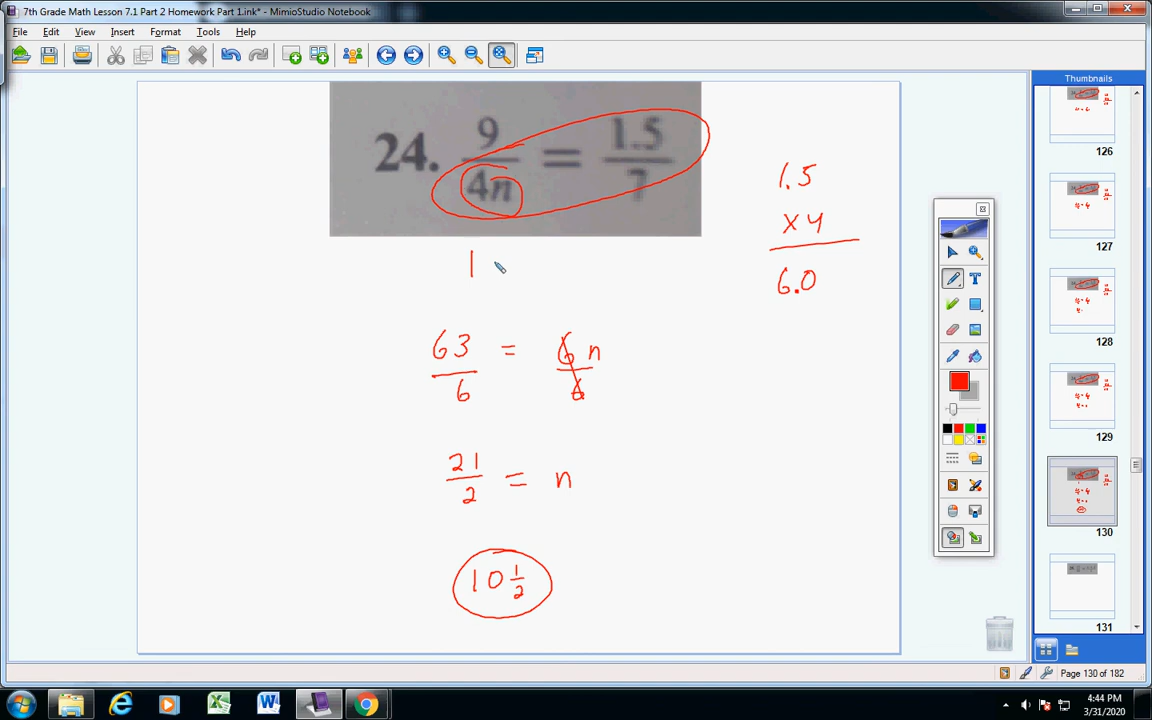 7th Grade Math Lesson 7.1 Part 2 Homework Part 1.ink* - MimioStudio Notebook
File Edit View Insert Format Tools Help
Thumbnails
24. 9/4n = 1.5/7
1.5
x4
6.0
1
63/6 = 6n/6
21/2 = n
10 1/2
126
127
128
129
130
131
T
Page 130 of 182
4:44 PM
3/31/2020